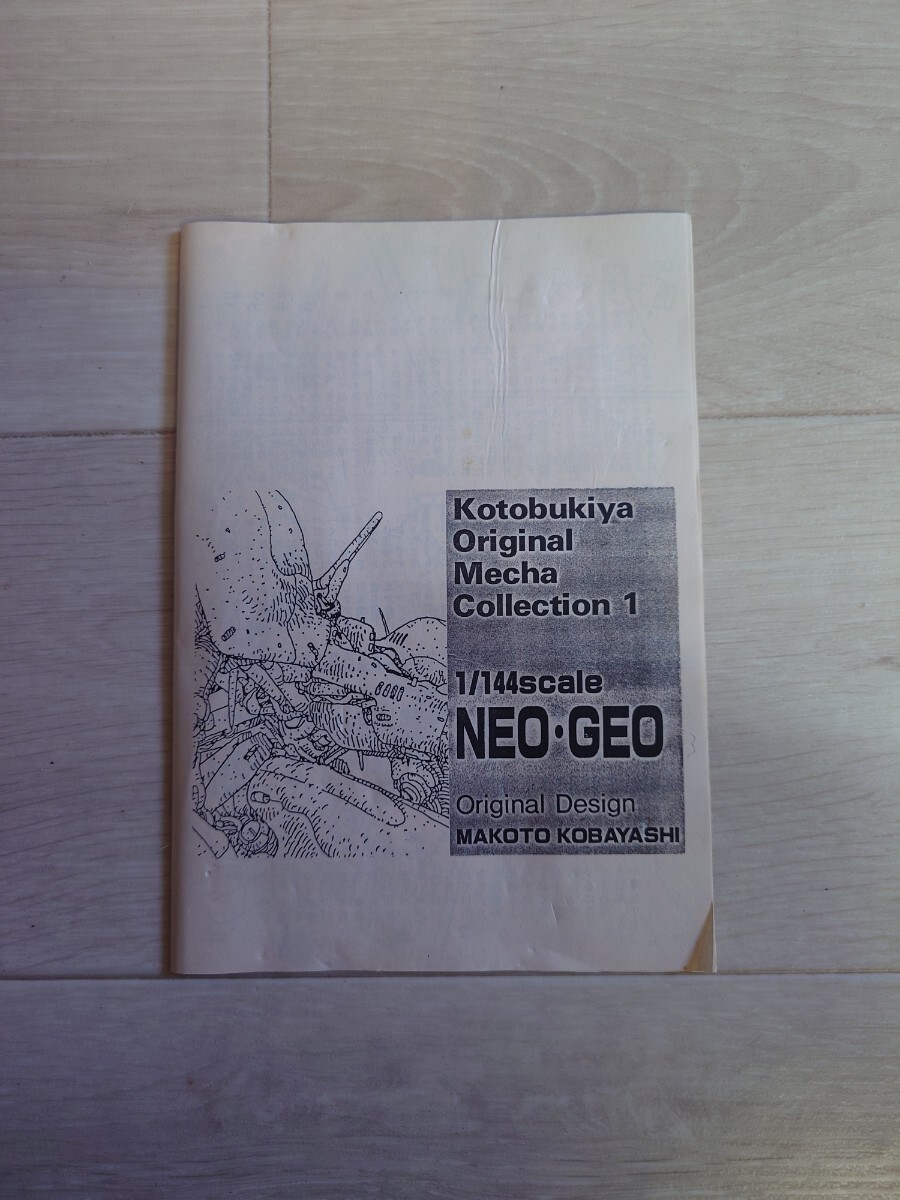 Kotobukiya
Original
Mecha
Collection 1
1/144scale
NEO·GEO
Original Design
MAKOTO KOBAYASHI